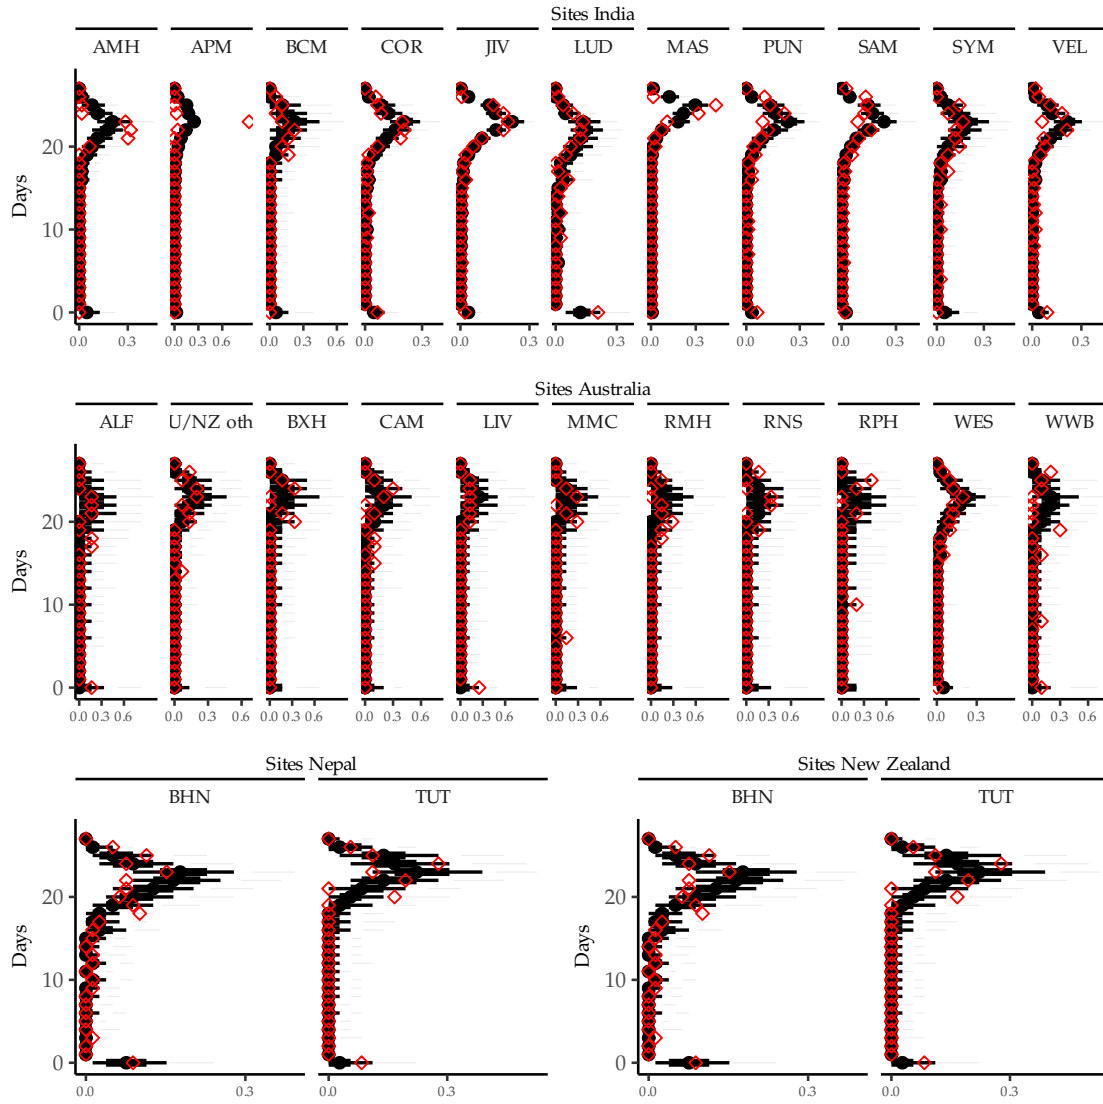 Sites India
AMH APM BCM COR JIV LUD MAS PUN SAM SYM VEL
Days
20
10
0
0.0 0.3 0.0 0.3 0.6 0.0 0.3 0.6 0.0 0.3 0.0 0.3 0.0 0.3 0.0 0.3 0.0 0.3 0.0 0.3 0.0 0.3 0.0 0.3
Sites Australia
ALF U/NZ oth BXH CAM LIV MMC RMH RNS RPH WES WWB
Days
20
10
0
0.0 0.3 0.6 0.0 0.3 0.6 0.0 0.3 0.6 0.0 0.3 0.6 0.0 0.3 0.6 0.0 0.3 0.6 0.0 0.3 0.6 0.0 0.3 0.6 0.0 0.3 0.6 0.0 0.3 0.0 0.3 0.6
Sites Nepal
BHN TUT
Days
20
10
0
0.0 0.3 0.0 0.3
Sites New Zealand
BHN TUT
Days
20
10
0
0.0 0.3 0.0 0.3